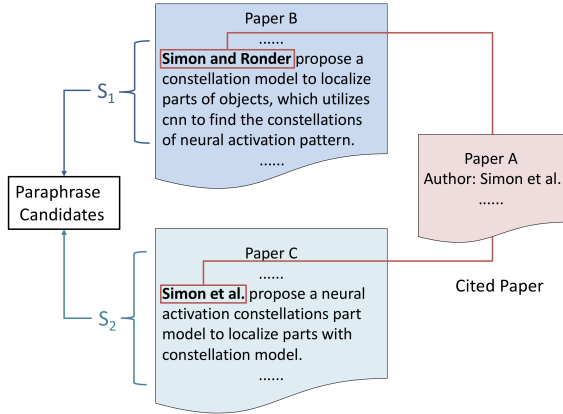 Paper B
......
Simon and Ronder propose a
constellation model to localize
parts of objects, which utilizes
cnn to find the constellations
of neural activation pattern.
......
S1
Paper A
Author: Simon et al.
......
Cited Paper
Paraphrase
Candidates
S2
Paper C
......
Simon et al. propose a neural
activation constellations part
model to localize parts with
constellation model.
......